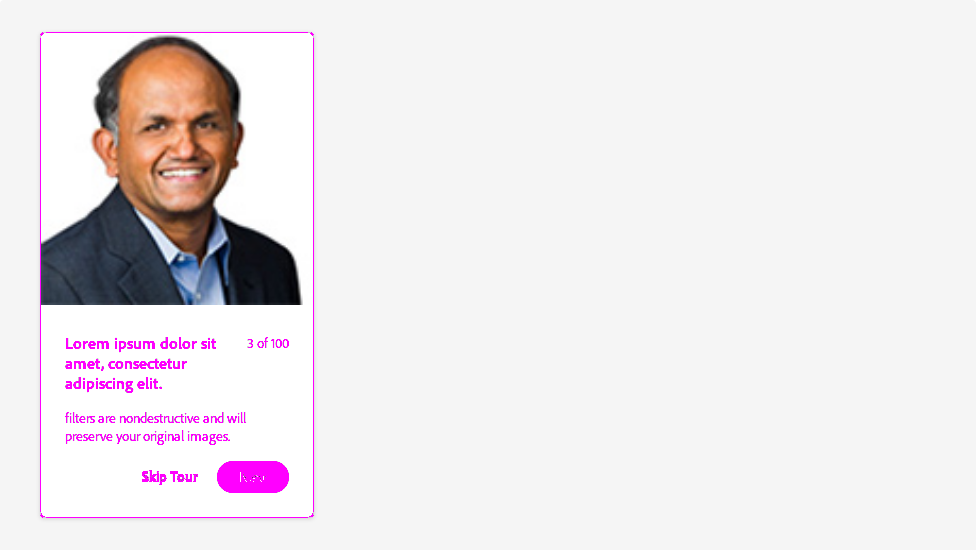 Lorem ipsum dolor sit
3 of 100
amet, consectetur
adipiscing elit.
filters are nondestructive and will
preserve your original images.
Skip Tour